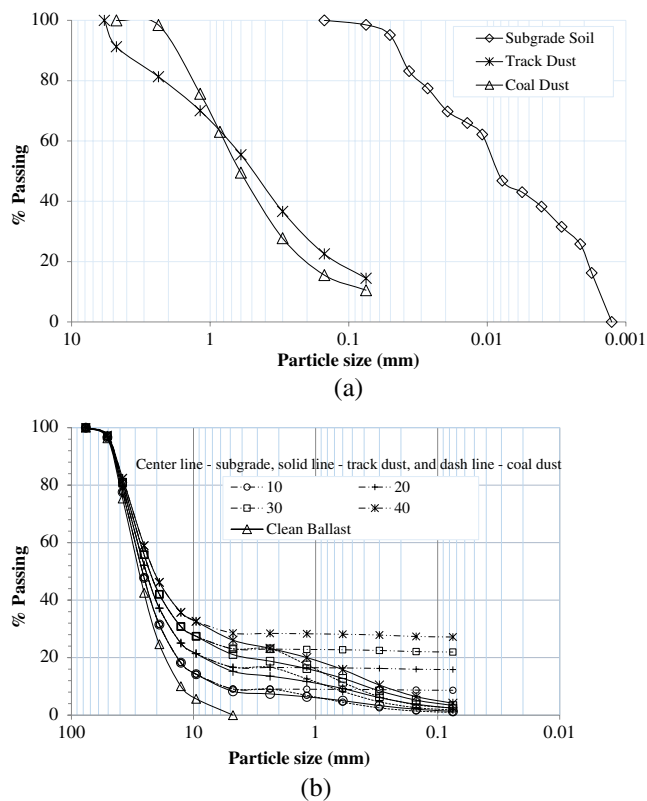 100
80
60
40
20
0
% Passing
Subgrade Soil
Track Dust
Coal Dust
10
1
0.1
0.01
0.001
Particle size (mm)
(a)
100
80
60
40
20
0
% Passing
Center line - subgrade, solid line - track dust, and dash line - coal dust
10 20
30 40
Clean Ballast
100
10
1
0.1
0.01
Particle size (mm)
(b)